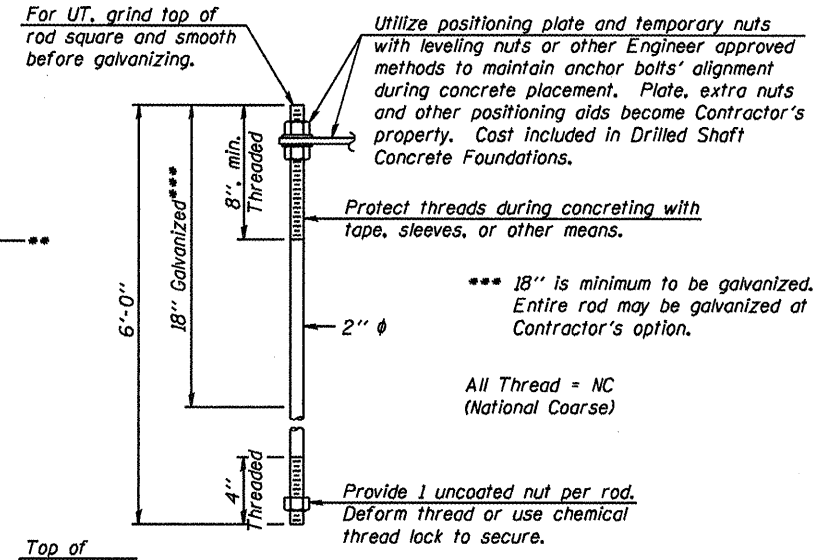 For UT, grind top of
rod square and smooth
before galvanizing.
Utilize positioning plate and temporary nuts
with leveling nuts or other Engineer approved
methods to maintain anchor bolts' alignment
during concrete placement. Plate, extra nuts
and other positioning aids become Contractor's
property. Cost included in Drilled Shaft
Concrete Foundations.
8". min.
Threaded
18" Galvanized***
6'-0"
**
Protect threads during concreting with
tape, sleeves, or other means.
*** 18" is minimum to be galvanized.
Entire rod may be galvanized at
Contractor's option.
2" ϕ
All Thread = NC
(National Coarse)
4"
Threaded
Provide 1 uncoated nut per rod.
Deform thread or use chemical
thread lock to secure.
Top of